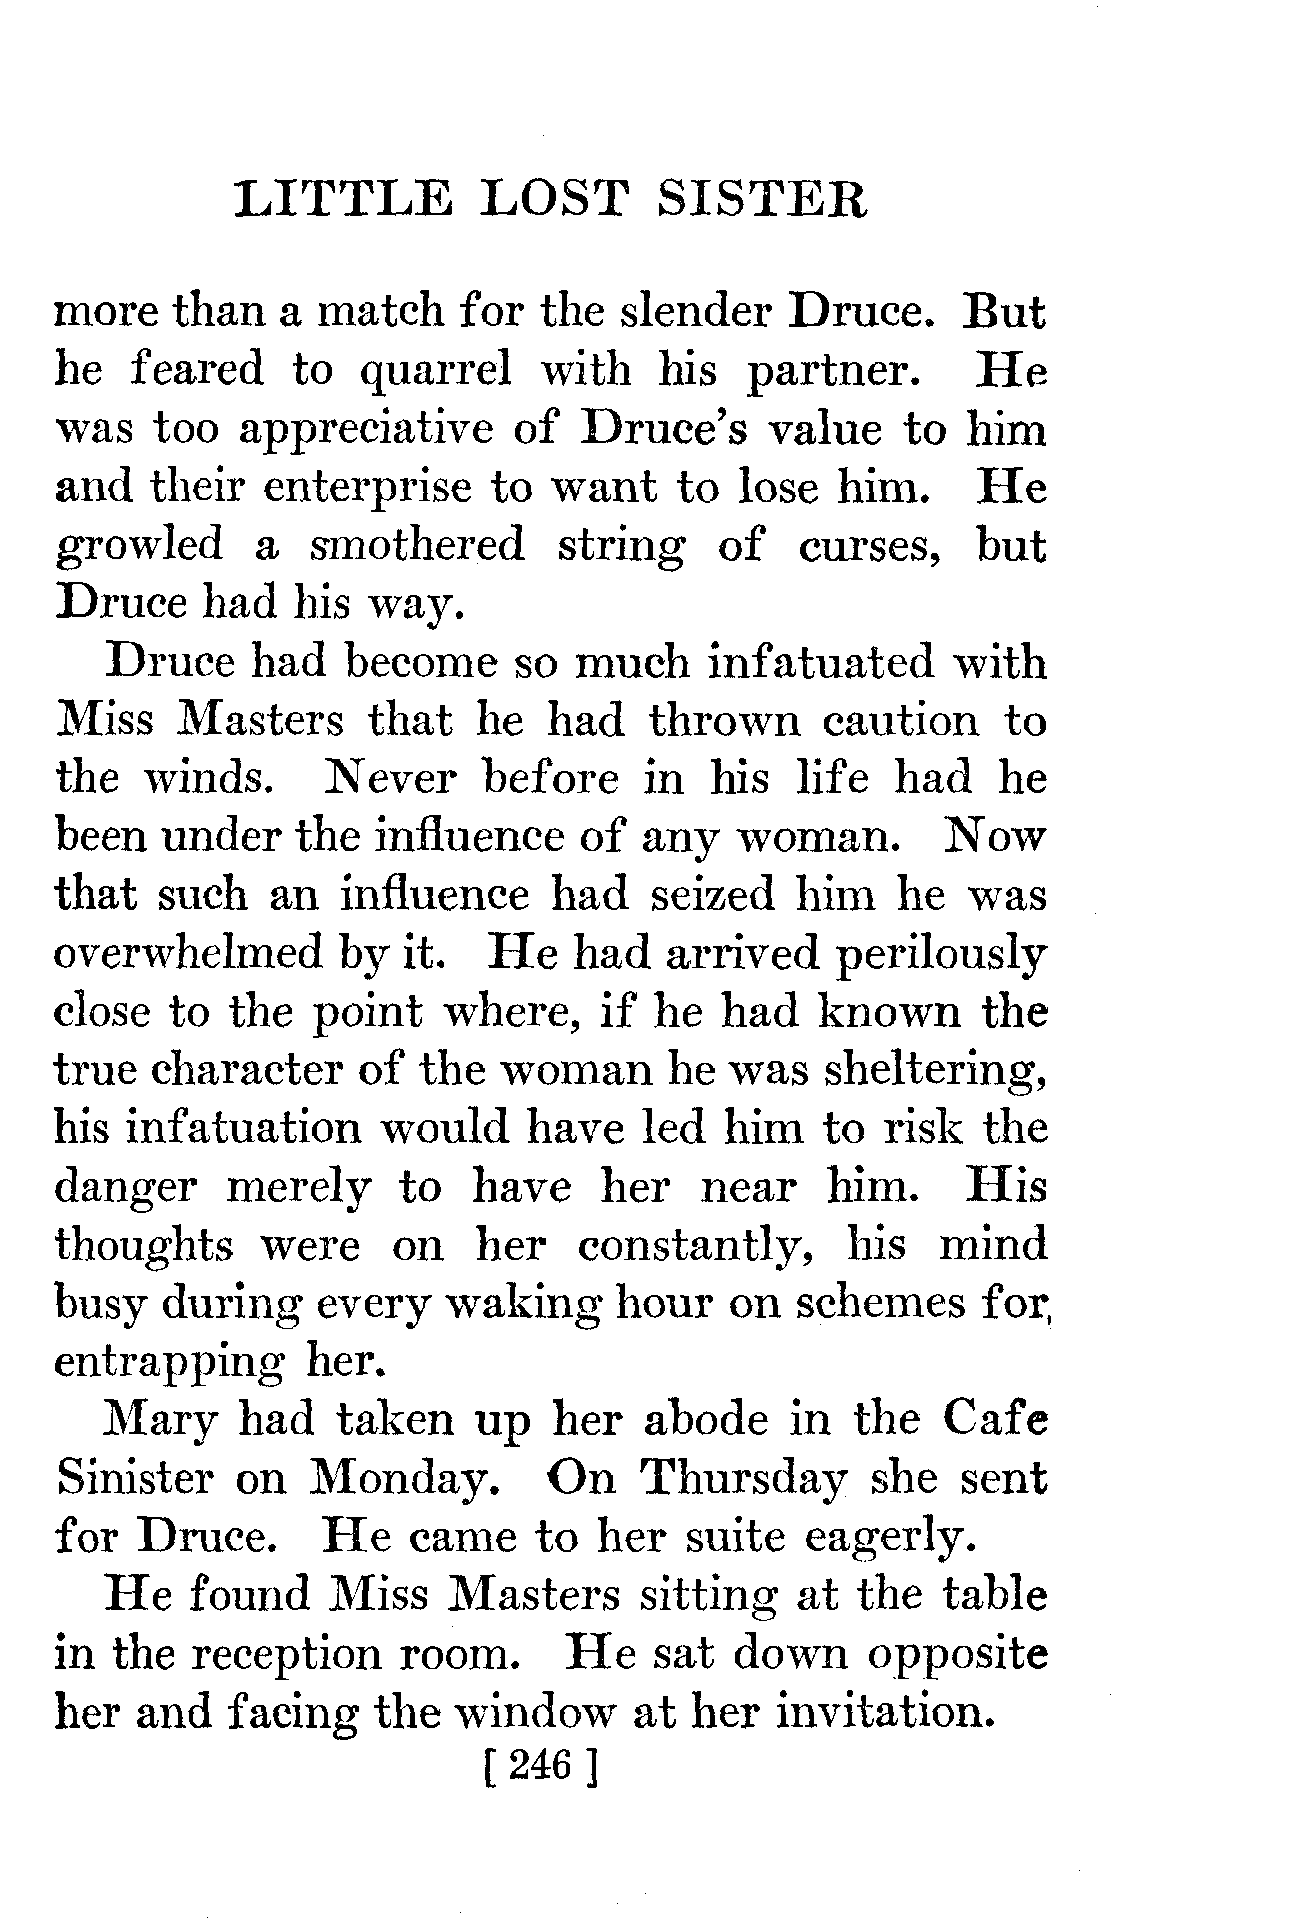 LITTLE LOST SISTER
more than a match for the slender Druce. But
he feared to quarrel with his partner. He
was too appreciative of Druce's value to him
and their enterprise to want to lose him. He
growled a smothered string of curses, but
Druce had his way.
Druce had become so much infatuated with
Miss Masters that he had thrown caution to
the winds. Never before in his life had he
been under the influence of any woman. Now
that such an influence had seized him he was
overwhelmed by it. He had arrived perilously
close to the point where, if he had known the
true character of the woman he was sheltering,
his infatuation would have led him to risk the
danger merely to have her near him. His
thoughts were on her constantly, his mind
busy during every waking hour on schemes for,
entrapping her.
Mary had taken up her abode in the Cafe
Sinister on Monday. On Thursday she sent
for Druce. He came to her suite eagerly.
He found Miss Masters sitting at the table
in the reception room. He sat down opposite
her and facing the window at her invitation.
[ 246 ]